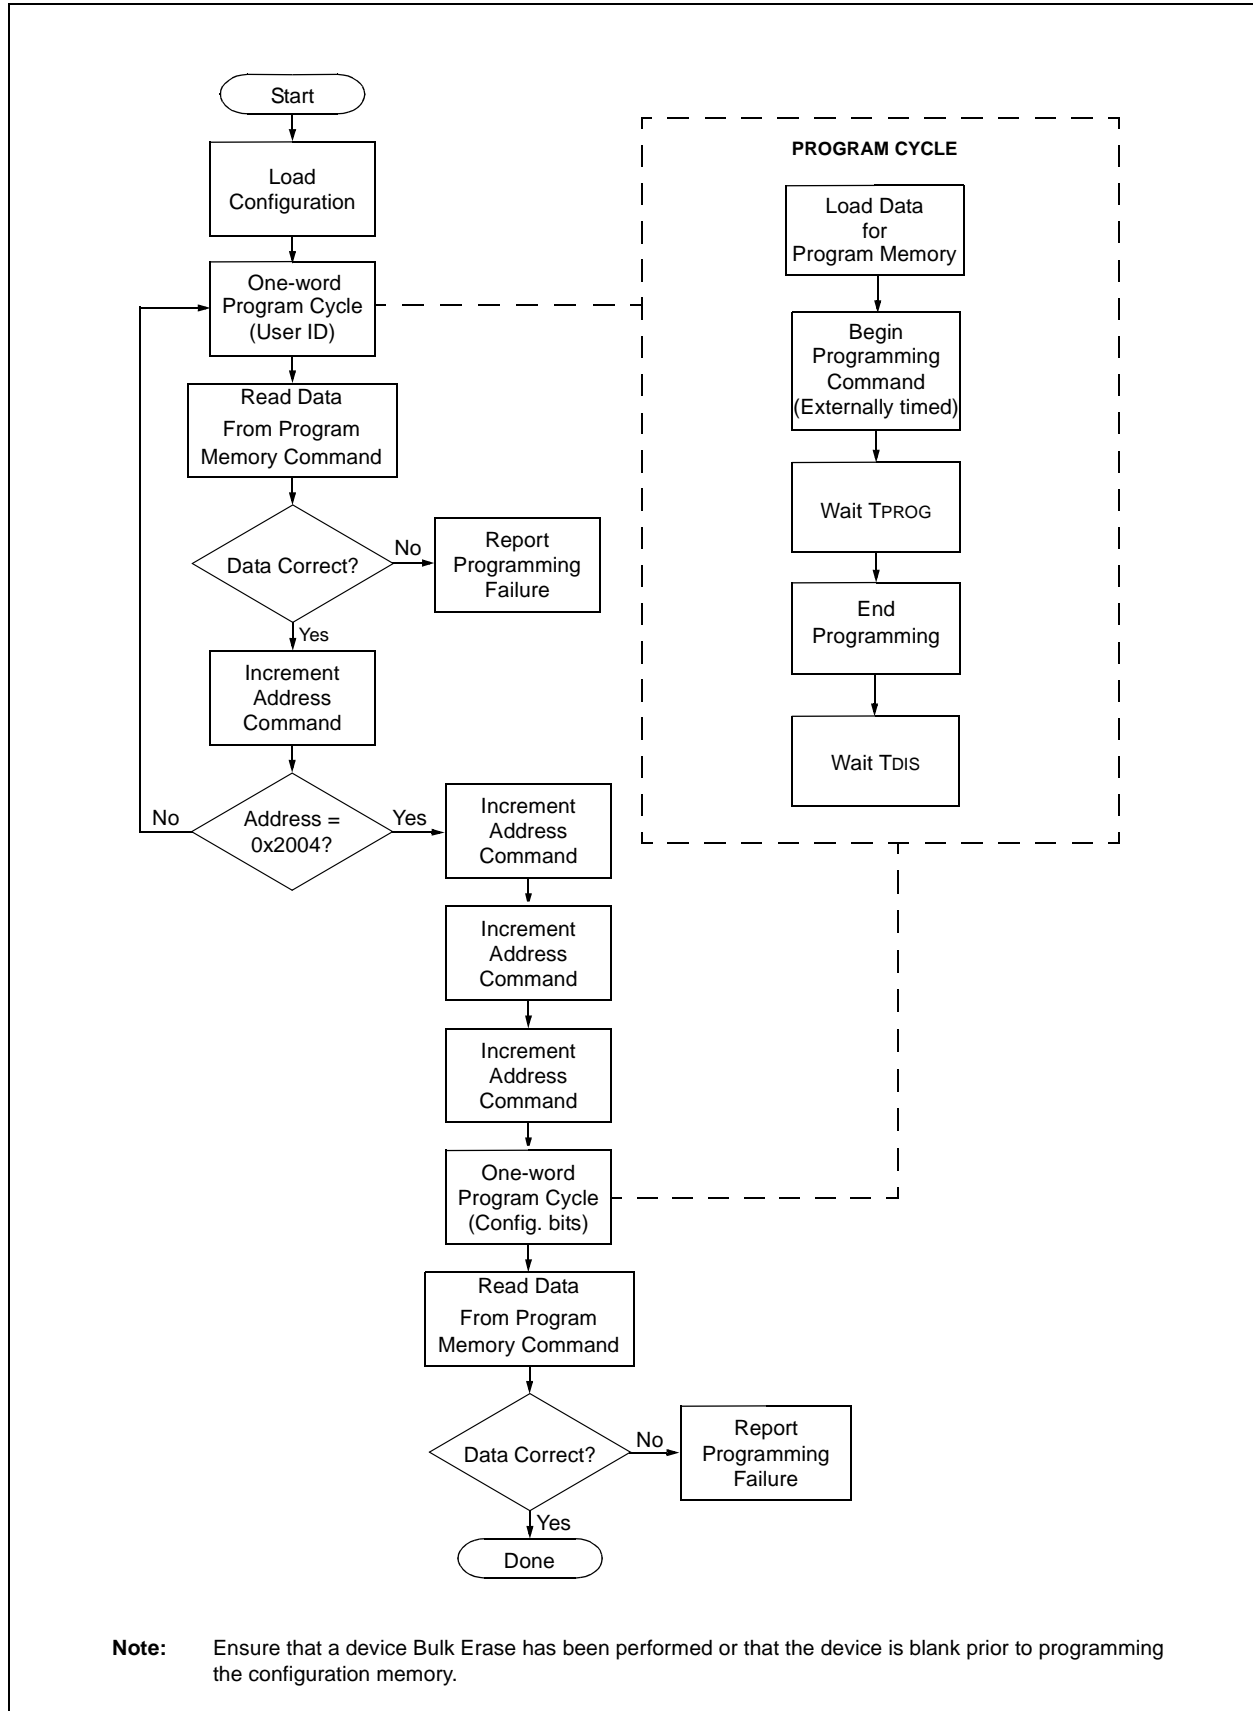 Start
Load
Configuration
One-word
Program Cycle
(User ID)
Read Data
From Program
Memory Command
Data Correct?
No
Report
Programming
Failure
Yes
Increment
Address
Command
No
Address =
0x2004?
Yes
Increment
Address
Command
Increment
Address
Command
Increment
Address
Command
One-word
Program Cycle
(Config. bits)
Read Data
From Program
Memory Command
Data Correct?
No
Report
Programming
Failure
Yes
Done
PROGRAM CYCLE
Load Data
for
Program Memory
Begin
Programming
Command
(Externally timed)
Wait TPROG
End
Programming
Wait TDIS
Note: Ensure that a device Bulk Erase has been performed or that the device is blank prior to programming
the configuration memory.